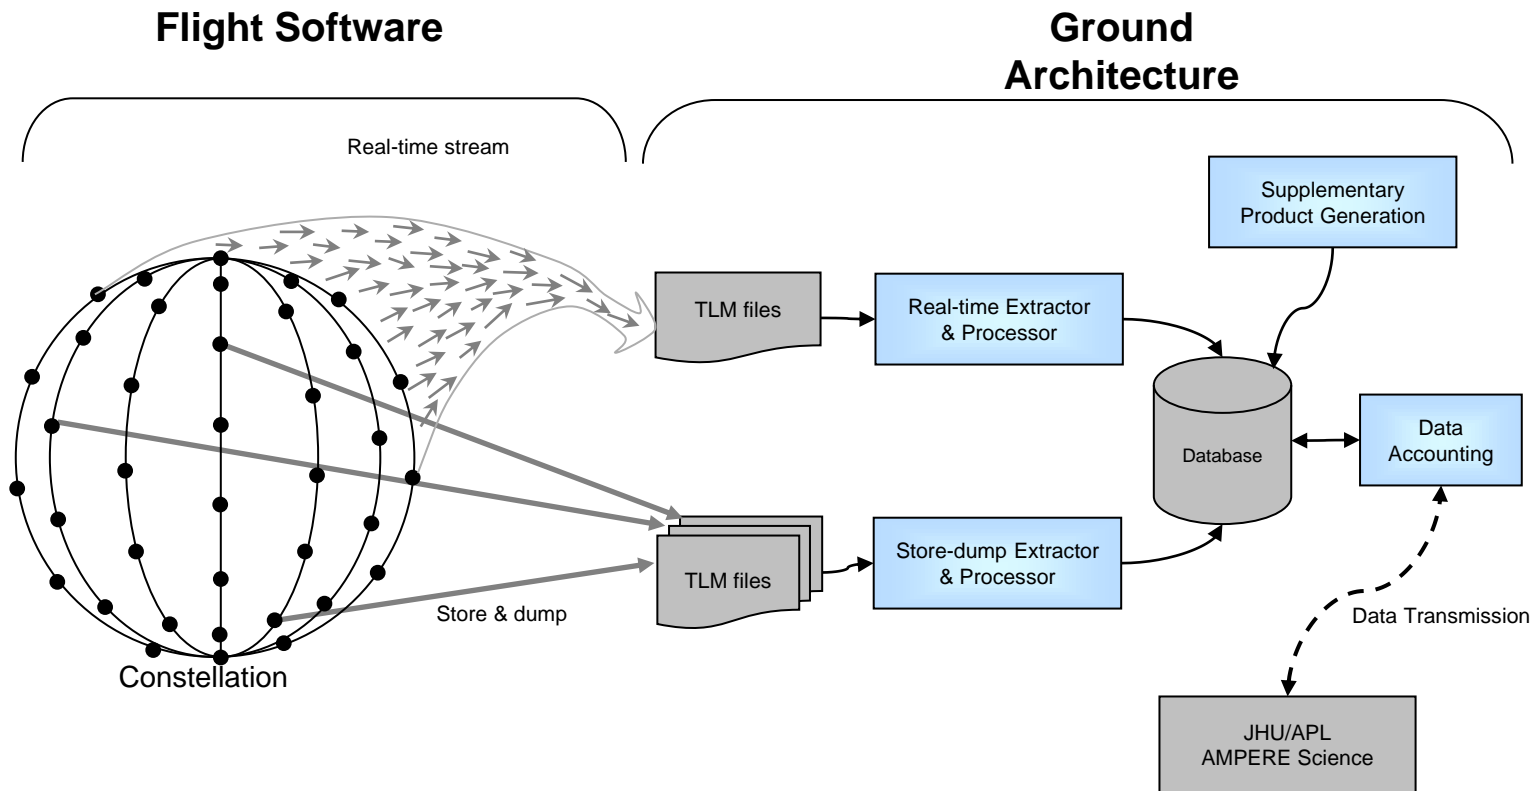 Flight Software
Ground
Architecture
Real-time stream
Supplementary
Product Generation
TLM files
Real-time Extractor
& Processor
Data
Accounting
Database
Store-dump Extractor
& Processor
TLM files
Store & dump
Data Transmission
Constellation
JHU/APL
AMPERE Science